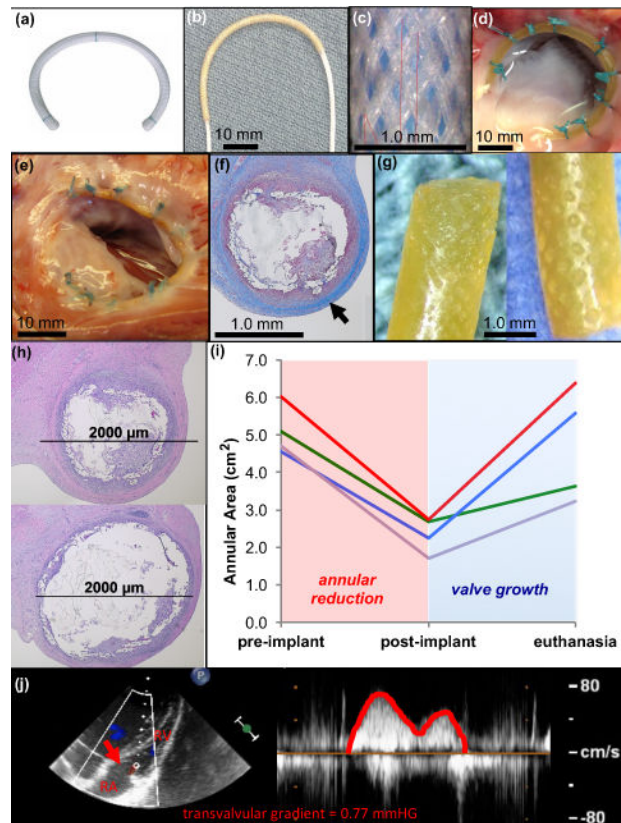 (a)
(b)
10 mm
(c)
1.0 mm
(d)
10 mm
(e)
10 mm
(f)
1.0 mm
(g)
1.0 mm
(h)
2000 µm
2000 µm
(i)
7.0
6.0
5.0
4.0
3.0
2.0
1.0
0.0
Annular Area (cm²)
annular
reduction
valve growth
pre-implant
post-implant
euthanasia
(j)
P
RV
RA
80
cm/s
-80
transvalvular gradient = 0.77 mmHG